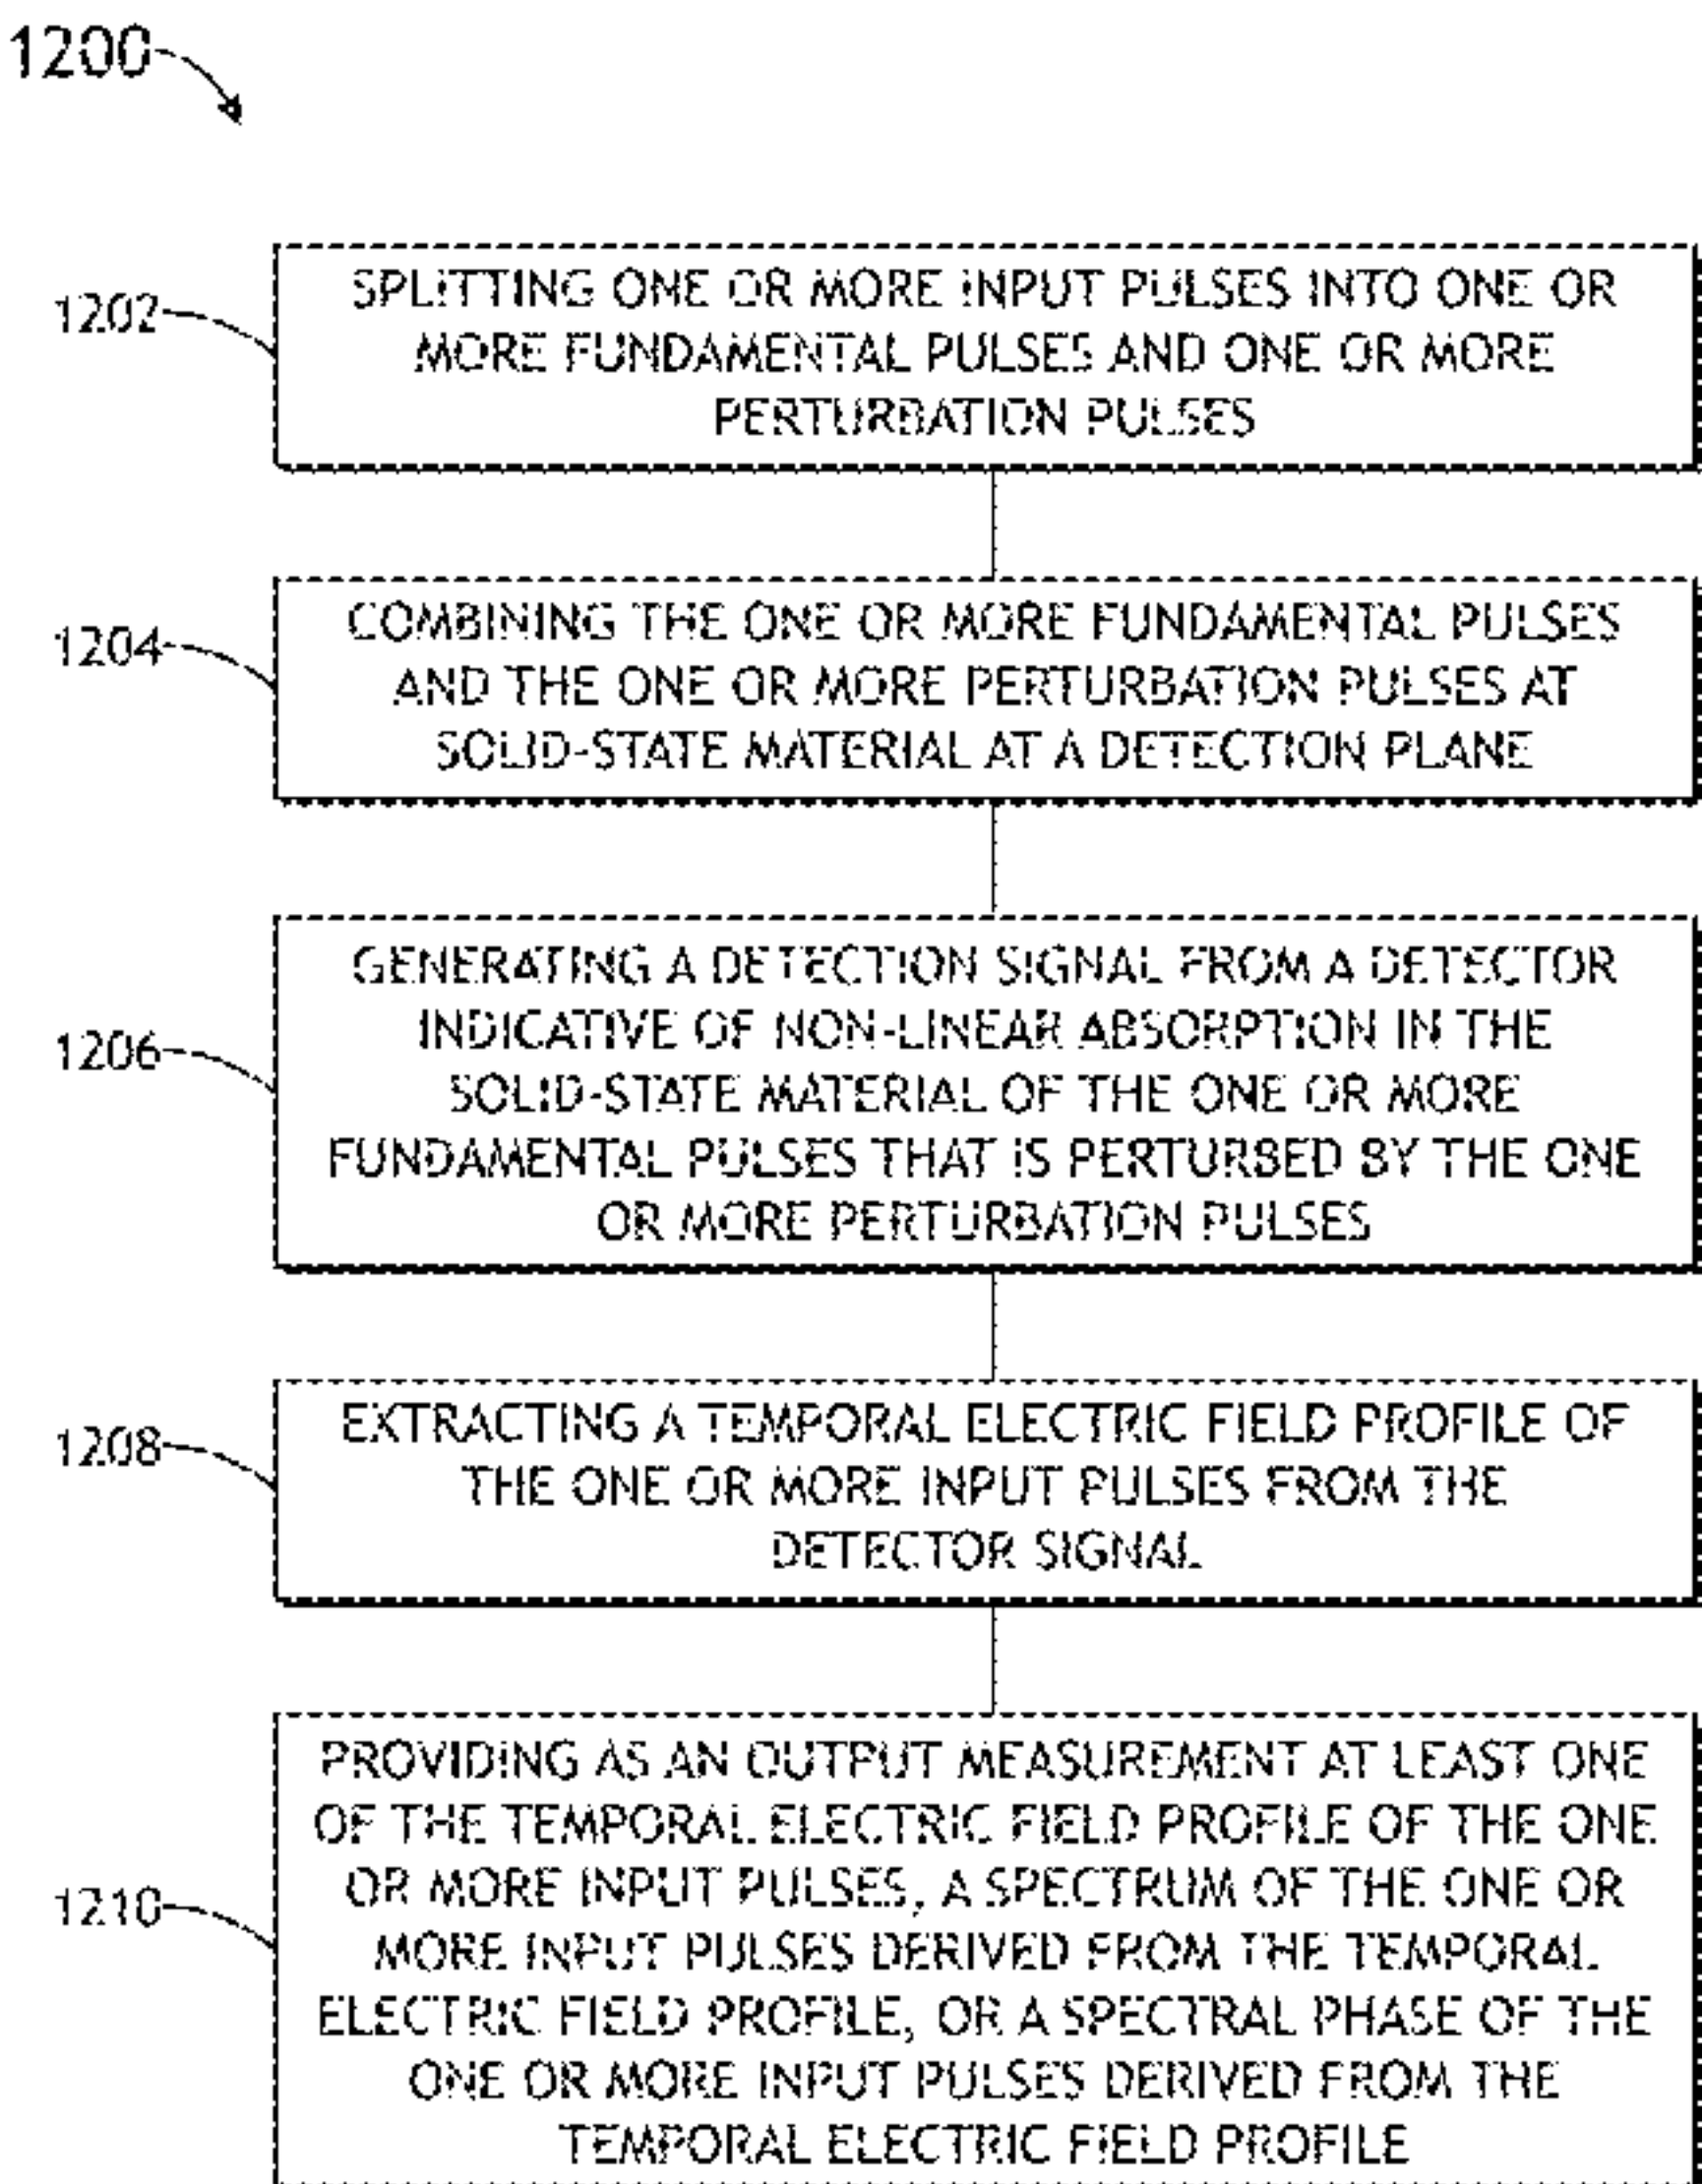 1200
1202
SPLITTING ONE OR MORE INPUT PULSES INTO ONE OR
MORE FUNDAMENTAL PULSES AND ONE OR MORE
PERTURBATION PULSES
1204
COMBINING THE ONE OR MORE FUNDAMENTAL PULSES
AND THE ONE OR MORE PERTURBATION PULSES AT
SOLID-STATE MATERIAL AT A DETECTION PLANE
1206
GENERATING A DETECTION SIGNAL FROM A DETECTOR
INDICATIVE OF NON-LINEAR ABSORPTION IN THE
SOLID-STATE MATERIAL OF THE ONE OR MORE
FUNDAMENTAL PULSES THAT IS PERTURBED BY THE ONE
OR MORE PERTURBATION PULSES
1208
EXTRACTING A TEMPORAL ELECTRIC FIELD PROFILE OF
THE ONE OR MORE INPUT PULSES FROM THE
DETECTOR SIGNAL
1210
PROVIDING AS AN OUTPUT MEASUREMENT AT LEAST ONE
OF THE TEMPORAL ELECTRIC FIELD PROFILE OF THE ONE
OR MORE INPUT PULSES, A SPECTRUM OF THE ONE OR
MORE INPUT PULSES DERIVED FROM THE TEMPORAL
ELECTRIC FIELD PROFILE, OR A SPECTRAL PHASE OF THE
ONE OR MORE INPUT PULSES DERIVED FROM THE
TEMPORAL ELECTRIC FIELD PROFILE